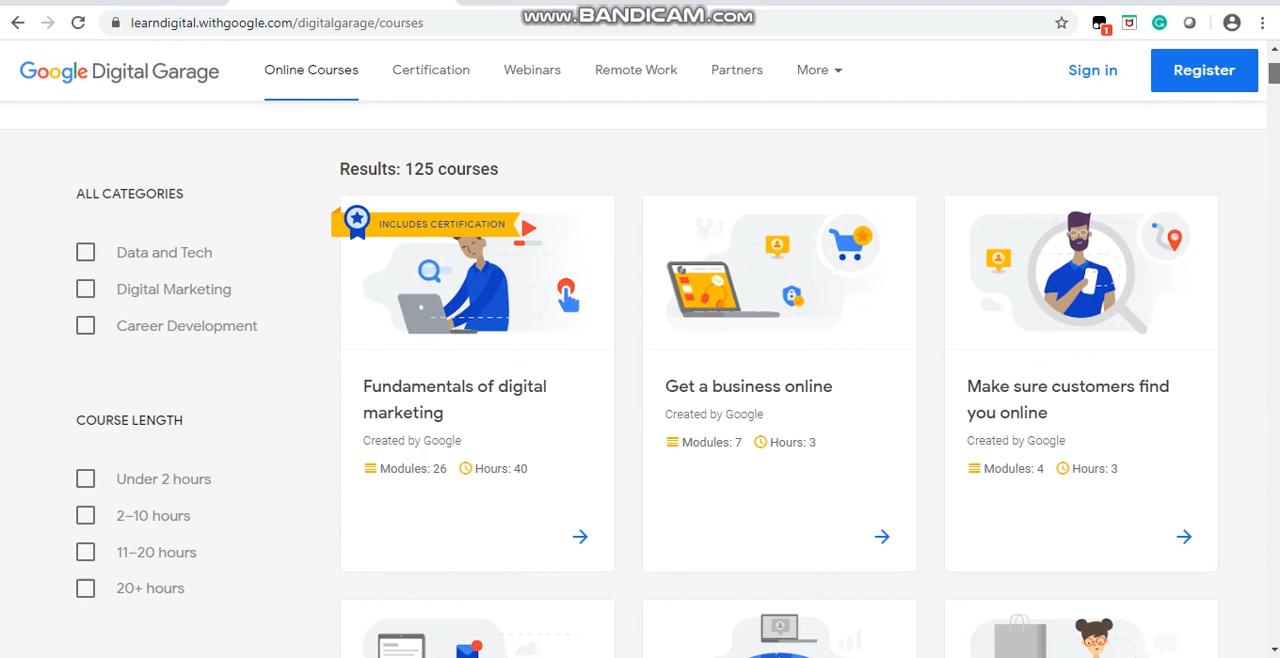 www.BANDICAM.com
learndigital.withgoogle.com/digitalgarage/courses
1
Google Digital Garage
Online Courses
Certification
Webinars
Remote Work
Partners
More
Sign in
Register
Results: 125 courses
ALL CATEGORIES
Data and Tech
Digital Marketing
Career Development
COURSE LENGTH
Under 2 hours
2–10 hours
11–20 hours
20+ hours
INCLUDES CERTIFICATION
Fundamentals of digital
marketing
Created by Google
Modules: 26 Hours: 40
Get a business online
Created by Google
Modules: 7 Hours: 3
Make sure customers find
you online
Created by Google
Modules: 4 Hours: 3